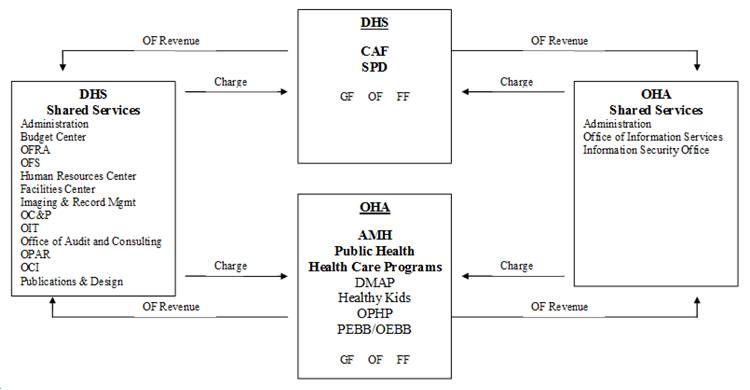 DHS
CAF
SPD
GF OF FF
OF Revenue
OF Revenue
Charge
Charge
DHS
Shared Services
Administration
Budget Center
OFRA
OFS
Human Resources Center
Facilities Center
Imaging & Record Mgmt
OC&P
OIT
Office of Audit and Consulting
OPAR
OCI
Publications & Design
OHA
Shared Services
Administration
Office of Information Services
Information Security Office
OHA
AMH
Public Health
Health Care Programs
DMAP
Healthy Kids
OPHP
PEBB/OEBB
GF OF FF
Charge
Charge
OF Revenue
OF Revenue